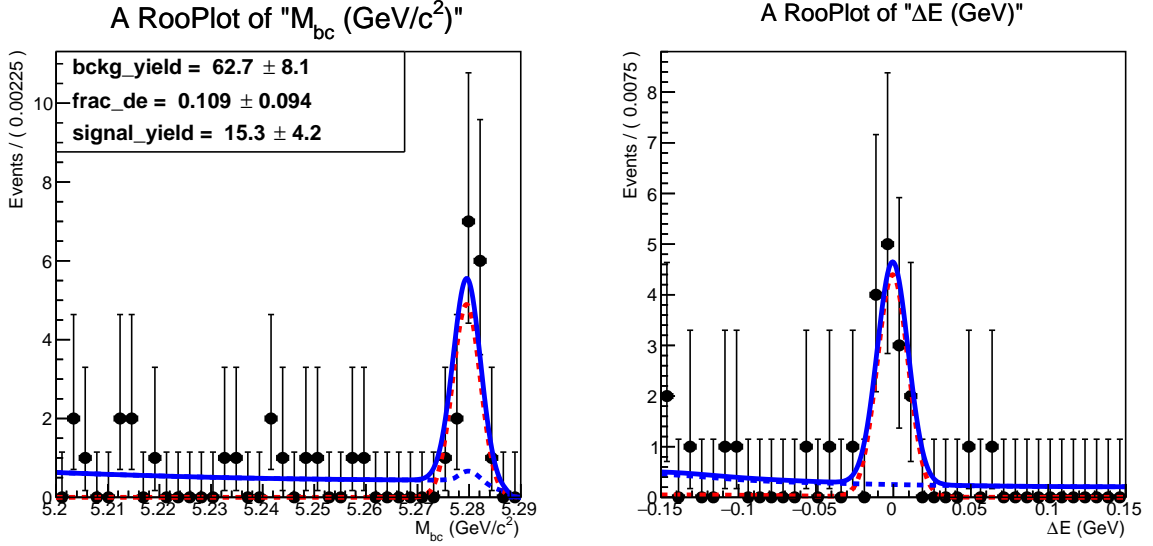 A RooPlot of "M_bc (GeV/c²)"
Events / ( 0.00225 )
bckg_yield = 62.7 ± 8.1
frac_de = 0.109 ± 0.094
signal_yield = 15.3 ± 4.2
10
8
6
4
2
0
5.2 5.21 5.22 5.23 5.24 5.25 5.26 5.27 5.28 5.29
M_bc (GeV/c²)
A RooPlot of "ΔE (GeV)"
Events / ( 0.0075 )
8
7
6
5
4
3
2
1
0
−0.15 −0.1 −0.05 0 0.05 0.1 0.15
ΔE (GeV)